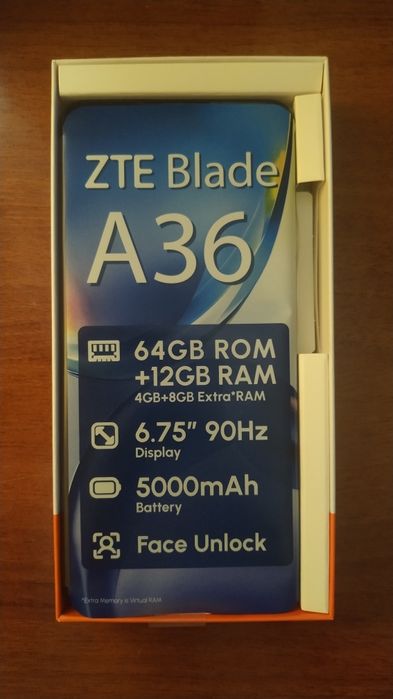 ZTE Blade
A36
64GB ROM
+12GB RAM
4GB+8GB Extra*RAM
6.75” 90Hz
Display
5000mAh
Battery
Face Unlock
*Extra Memory is Virtual RAM